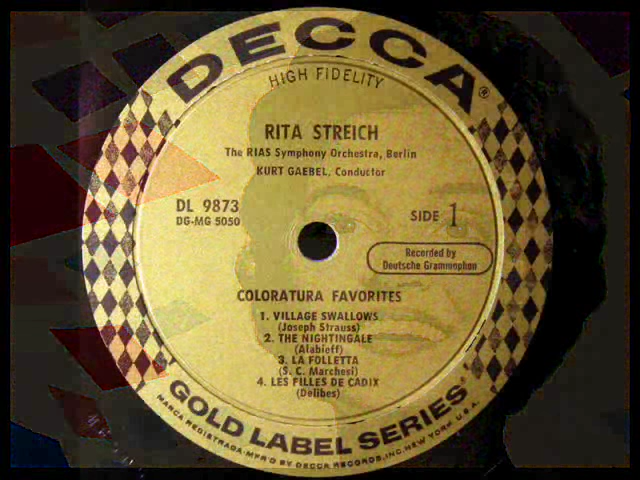 DECCA®
HIGH FIDELITY
RITA STREICH
The RIAS Symphony Orchestra, Berlin
KURT GAEBEL, Conductor
DL 9873
DG-MG 5050
SIDE 1
Recorded by
Deutsche Grammophon
COLORATURA FAVORITES
1. VILLAGE SWALLOWS
(Joseph Strauss)
2. THE NIGHTINGALE
(Alabieff)
3. LA FOLLETTA
(S. C. Marchesi)
4. LES FILLES DE CADIX
(Delibes)
GOLD LABEL SERIES
MARCA REGISTRADA·MFR'D BY DECCA RECORDS, INC. NEW YORK U.S.A.